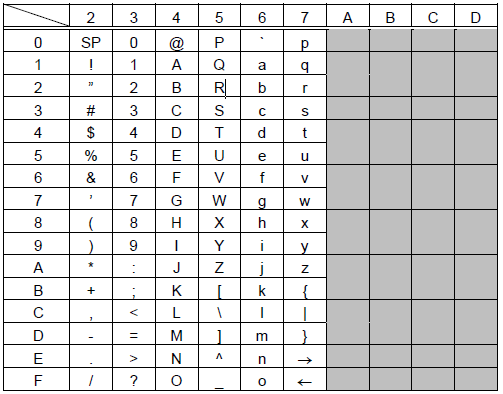 2 3 4 5 6 7 A B C D
0 SP 0 @ P ` p
1 ! 1 A Q a q
2 ” 2 B R b r
3 # 3 C S c s
4 $ 4 D T d t
5 % 5 E U e u
6 & 6 F V f v
7 ’ 7 G W g w
8 ( 8 H X h x
9 ) 9 I Y i y
A * : J Z j z
B + ; K [ k {
C , < L \ l |
D - = M ] m }
E . > N ^ n →
F / ? O _ o ←